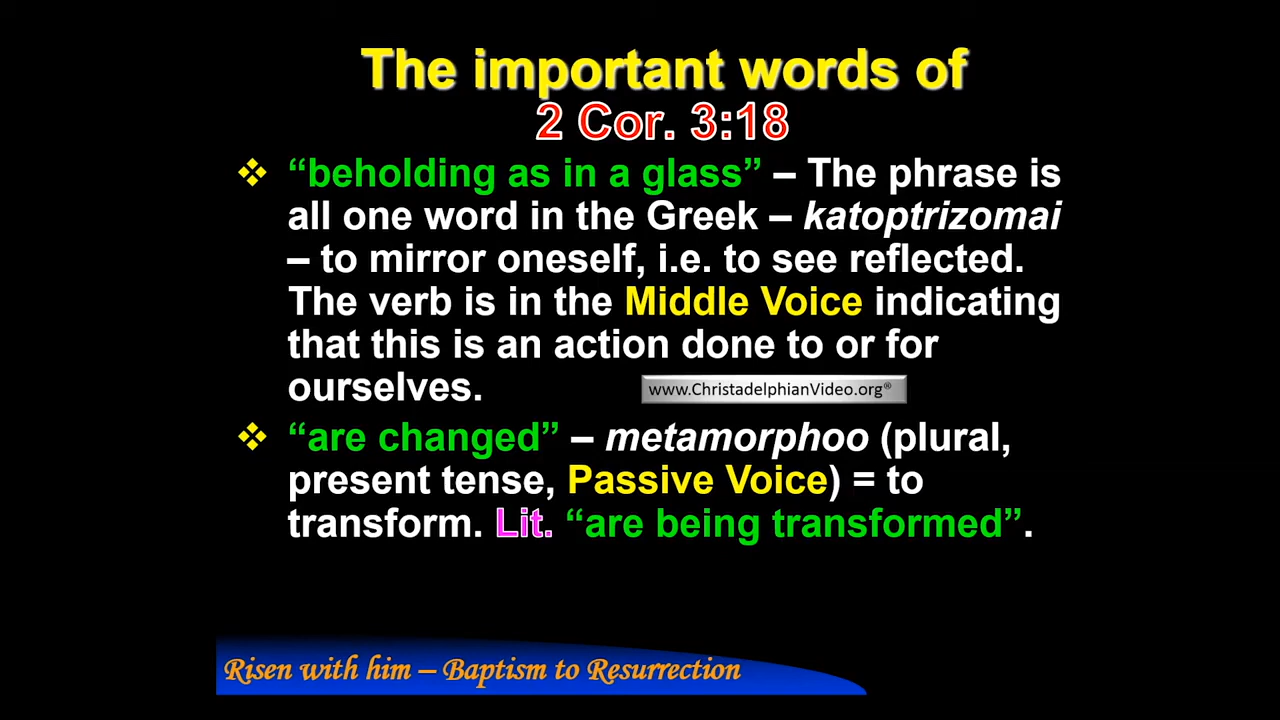 The important words of
2 Cor. 3:18
❖ “beholding as in a glass” – The phrase is
all one word in the Greek – katoptrizomai
– to mirror oneself, i.e. to see reflected.
The verb is in the Middle Voice indicating
that this is an action done to or for
ourselves.
www.ChristadelphianVideo.org®
❖ “are changed” – metamorphoo (plural,
present tense, Passive Voice) = to
transform. Lit. “are being transformed”.
Risen with him – Baptism to Resurrection